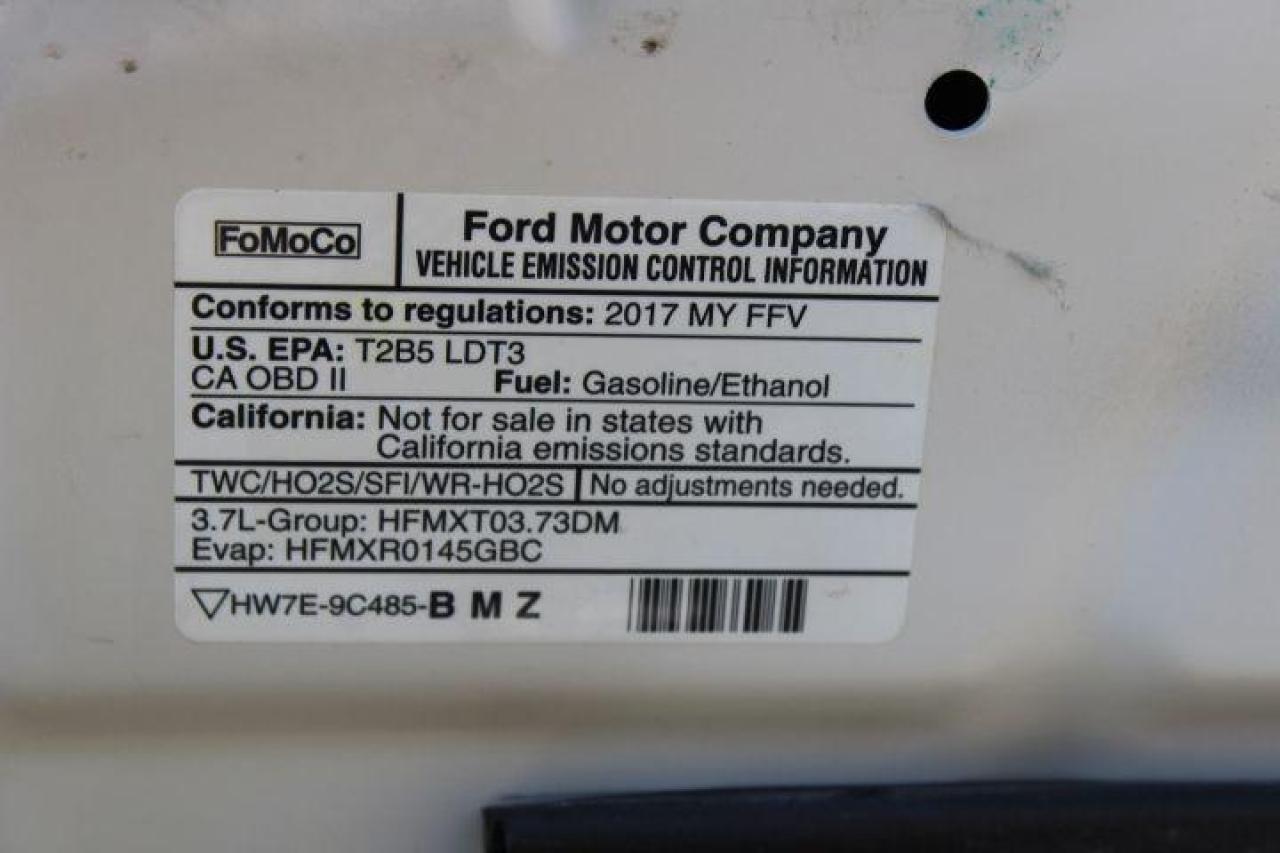 FoMoCo
Ford Motor Company
VEHICLE EMISSION CONTROL INFORMATION
Conforms to regulations: 2017 MY FFV
U.S. EPA: T2B5 LDT3
CA OBD II Fuel: Gasoline/Ethanol
California: Not for sale in states with
California emissions standards.
TWC/HO2S/SFI/WR-HO2S No adjustments needed.
3.7L-Group: HFMXT03.73DM
Evap: HFMXR0145GBC
HW7E-9C485-B M Z